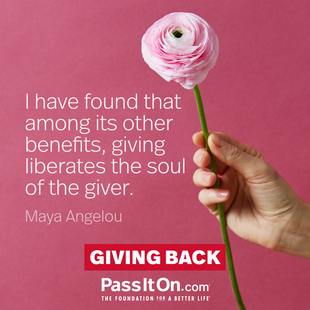 I have found that
among its other
benefits, giving
liberates the soul
of the giver.
Maya Angelou
GIVING BACK
PassItOn.com®
THE FOUNDATION FOR A BETTER LIFE®